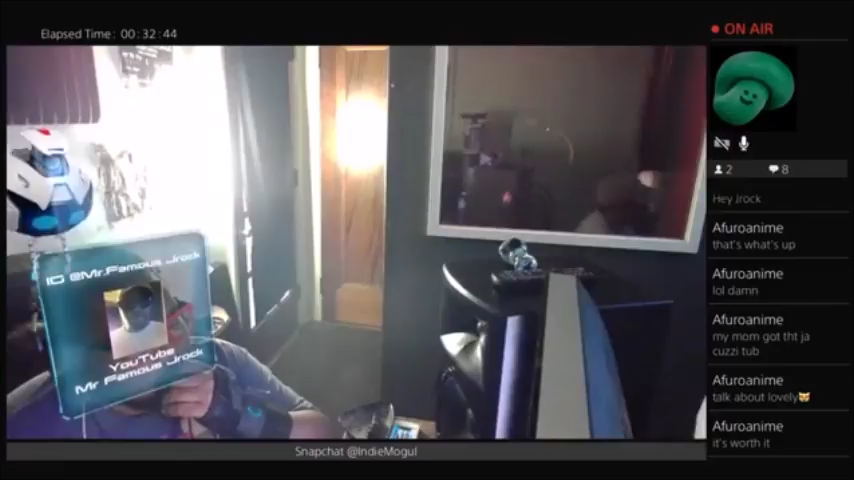 Elapsed Time: 00:32:44
ON AIR
2
8
Hey Jrock
Afuroanime
that's what's up
Afuroanime
lol damn
Afuroanime
my mom got tht ja
cuzzi tub
Afuroanime
talk about lovely😻
Afuroanime
it's worth it
IG @Mr.Famous Jrock
YouTube
Mr Famous Jrock
Snapchat @IndieMogul